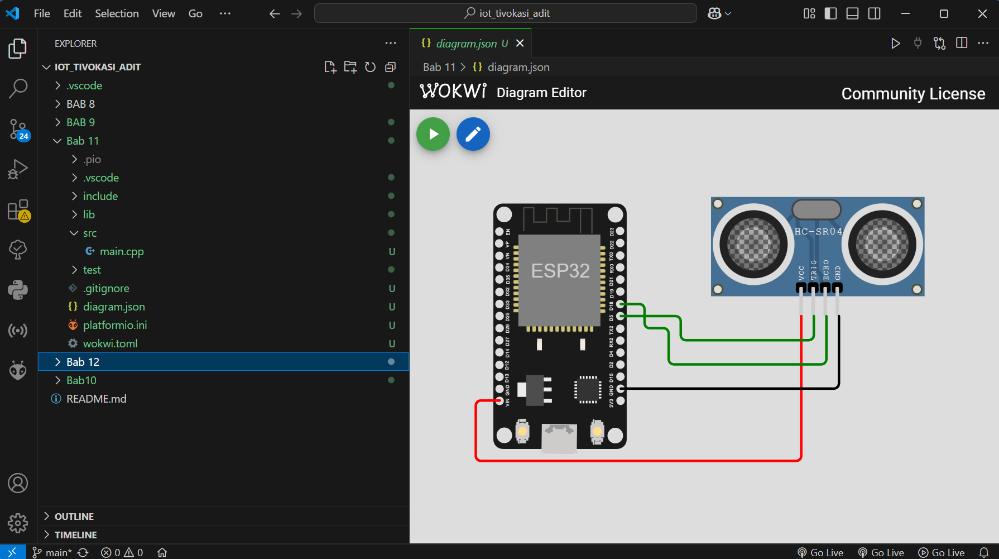 File Edit Selection View Go ···
iot_tivokasi_adit
EXPLORER
IOT_TIVOKASI_ADIT
.vscode
BAB 8
BAB 9
Bab 11
.pio
.vscode
include
lib
src
main.cpp U
test
.gitignore U
diagram.json U
platformio.ini U
wokwi.toml U
Bab 12
Bab10
README.md
OUTLINE
TIMELINE
24
diagram.json U
Bab 11 > {} diagram.json
WOKWi Diagram Editor
Community License
ESP32
EN
VP
VN
D34
D35
D32
D33
D25
D26
D27
D14
D12
D13
GND
VIN
D23
D22
TX0
RX0
D21
D19
D18
D5
TX2
RX2
D4
D2
D15
GND
3V3
HC-SR04
VCC
TRIG
ECHO
GND
main* 0 0
Go Live Go Live Go Live